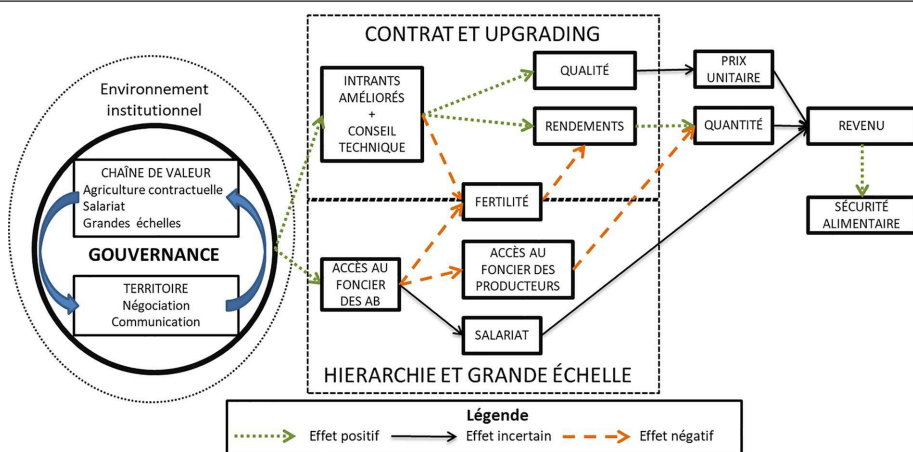 Environnement
institutionnel
CHAÎNE DE VALEUR
Agriculture contractuelle
Salariat
Grandes échelles
GOUVERNANCE
TERRITOIRE
Négociation
Communication
CONTRAT ET UPGRADING
INTRANTS
AMÉLIORÉS
+
CONSEIL
TECHNIQUE
QUALITÉ
RENDEMENTS
FERTILITÉ
PRIX
UNITAIRE
QUANTITÉ
REVENU
SÉCURITÉ
ALIMENTAIRE
ACCÈS AU
FONCIER
DES AB
ACCÈS AU
FONCIER DES
PRODUCTEURS
SALARIAT
HIERARCHIE ET GRANDE ÉCHELLE
Légende
Effet positif
Effet incertain
Effet négatif